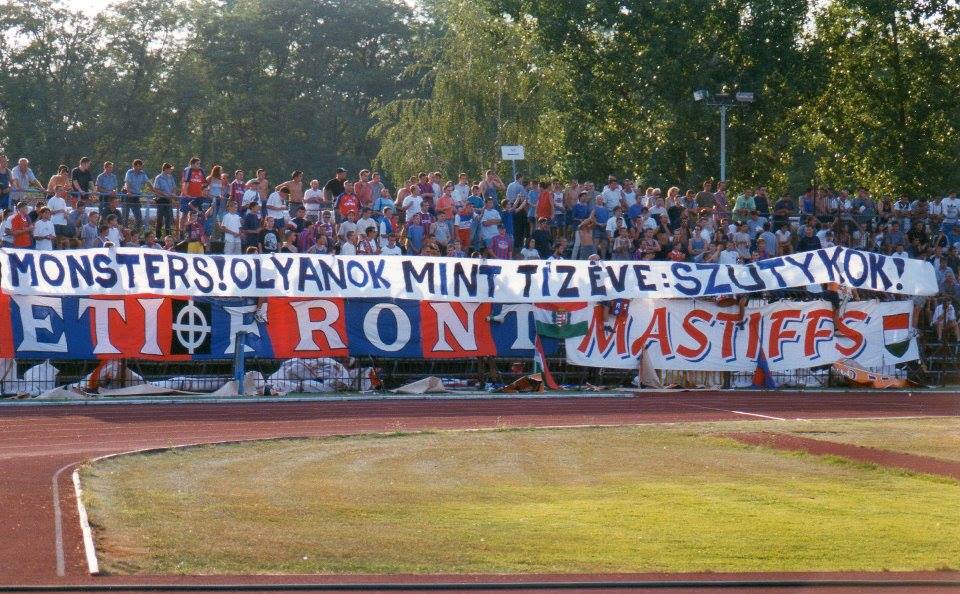 MONSTERS! OLYANOK MINT TÍZ ÉVE: SZUTYKOK!
ETI FRONT
MASTIFFS